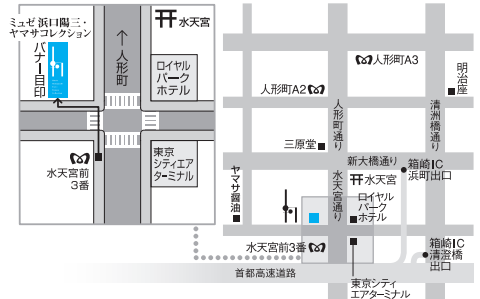 ミュゼ 浜口陽三・
ヤマサコレクション
バナー目印
↑人形町
水天宮
ロイヤル
パーク
ホテル
水天宮前
3番
東京
シティエア
ターミナル
人形町A3
人形町A2
明治座
人形町通り
清洲橋通り
三原堂
新大橋通り
箱崎IC
浜町出口
ヤマサ醤油
水天宮通り
水天宮
ロイヤル
パーク
ホテル
水天宮前3番
箱崎IC
清澄橋
出口
首都高速道路
東京シティ
エアターミナル